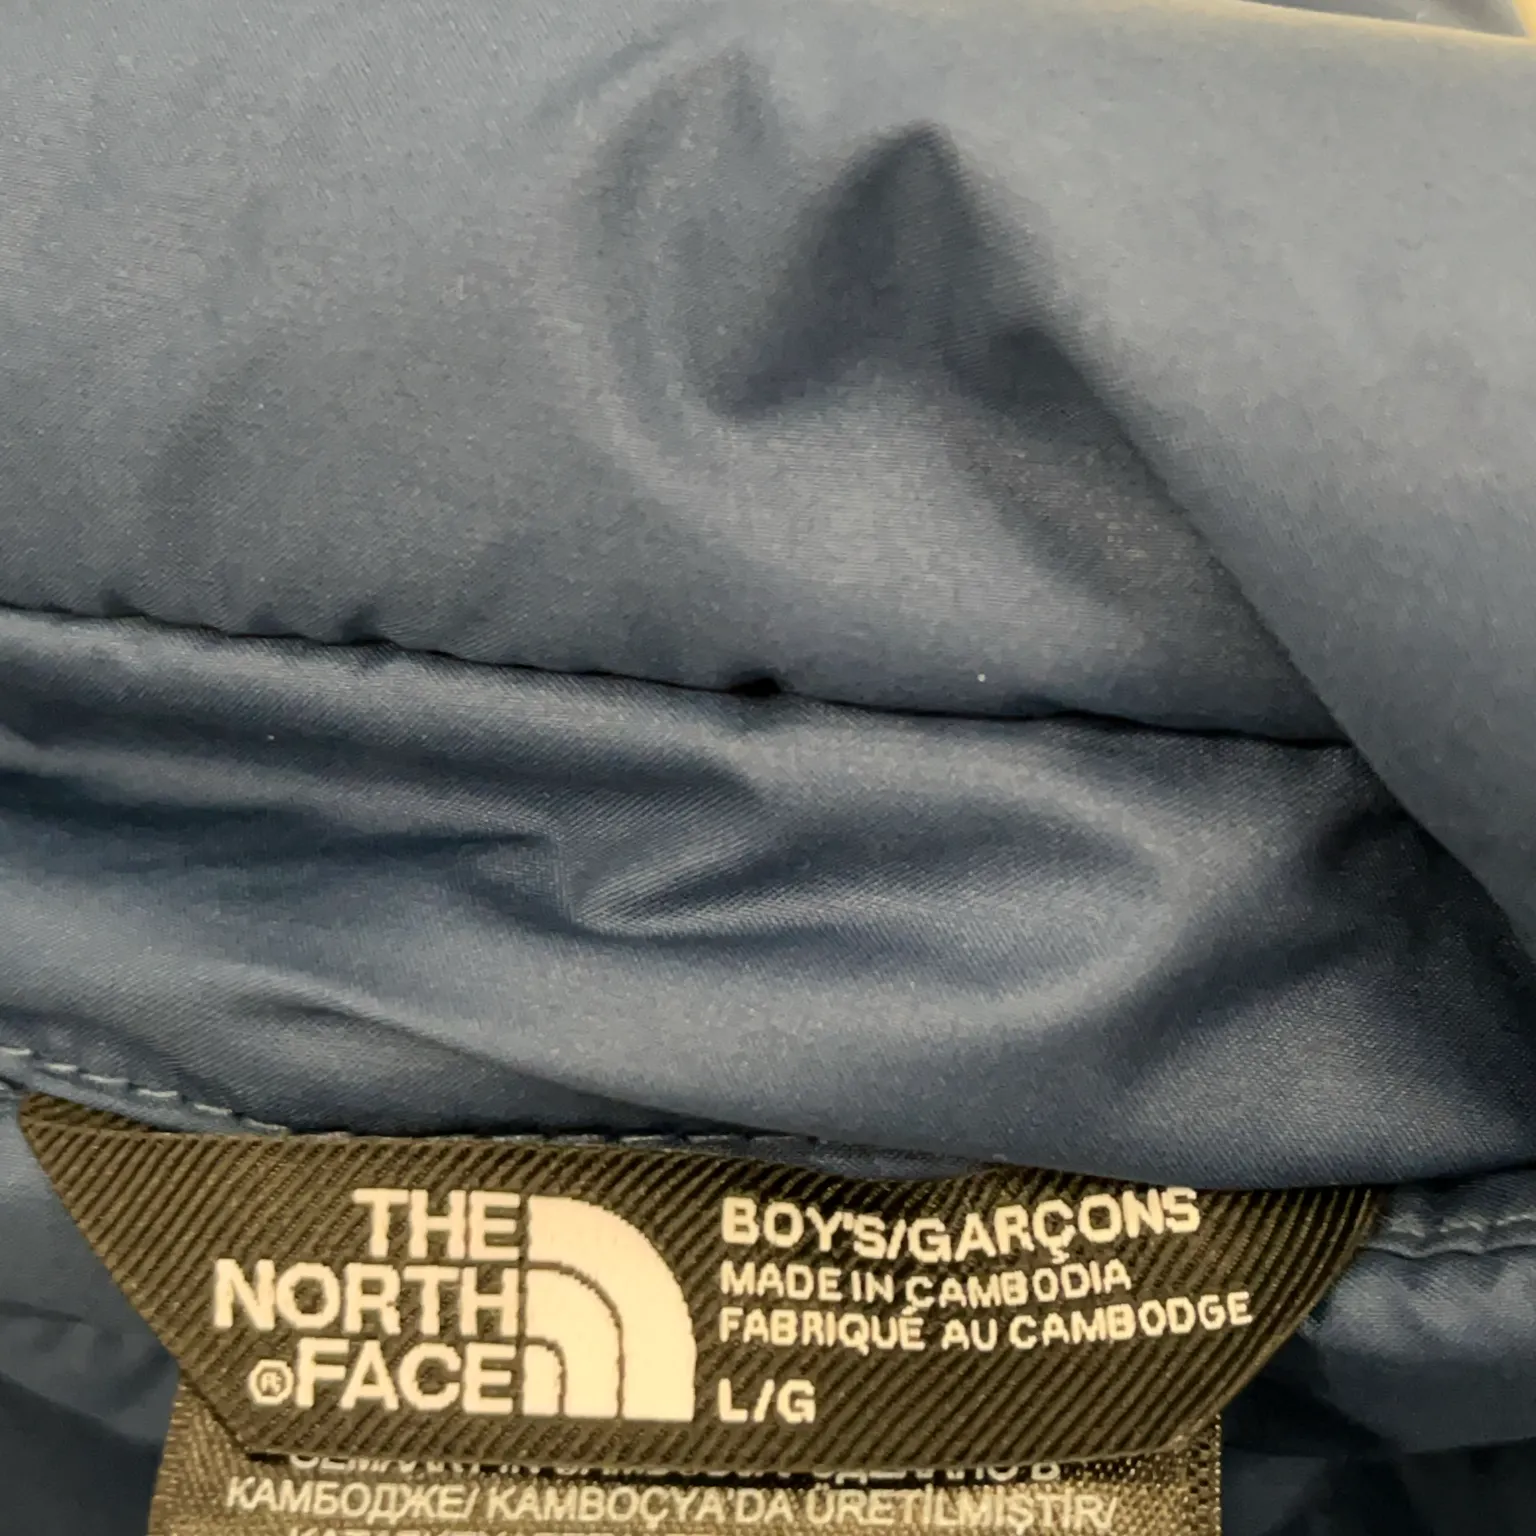 THE
NORTH
®FACE
BOY'S/GARÇONS
MADE IN CAMBODIA
FABRIQUÉ AU CAMBODGE
L/G
КАМБОДЖЕ/ KAMBOÇYA'DA ÜRETİLMİŞTİR/